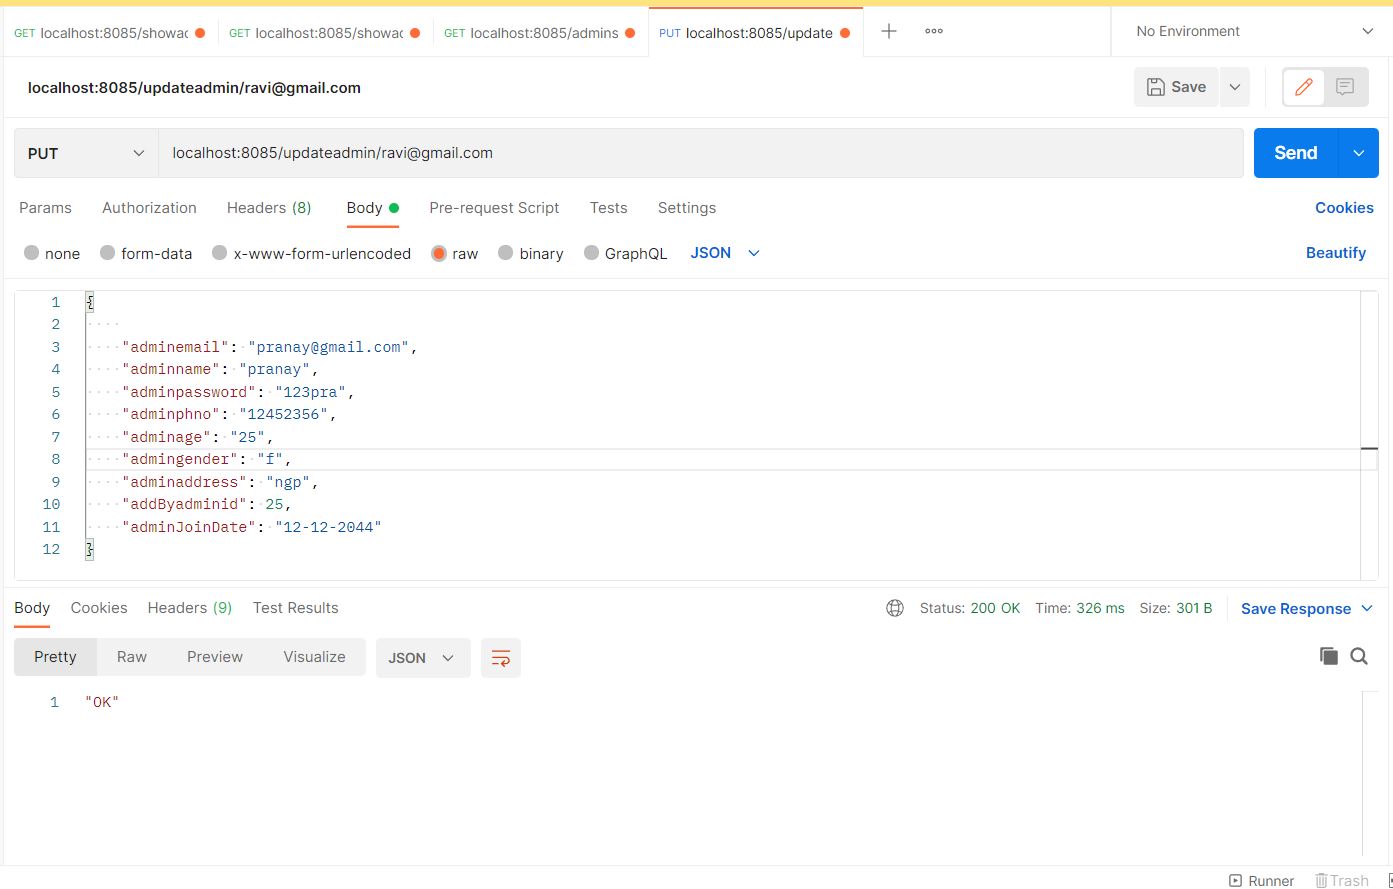 GET localhost:8085/showac GET localhost:8085/showac GET localhost:8085/admins PUT localhost:8085/update No Environment
localhost:8085/updateadmin/ravi@gmail.com Save
PUT localhost:8085/updateadmin/ravi@gmail.com Send
Params Authorization Headers (8) Body Pre-request Script Tests Settings Cookies
none form-data x-www-form-urlencoded raw binary GraphQL JSON Beautify
1 {
2
3 "adminemail": "pranay@gmail.com",
4 "adminname": "pranay",
5 "adminpassword": "123pra",
6 "adminphno": "12452356",
7 "adminage": "25",
8 "admingender": "f",
9 "adminaddress": "ngp",
10 "addByadminid": 25,
11 "adminJoinDate": "12-12-2044"
12 }
Body Cookies Headers (9) Test Results Status: 200 OK Time: 326 ms Size: 301 B Save Response
Pretty Raw Preview Visualize JSON
1 "OK"
Runner Trash